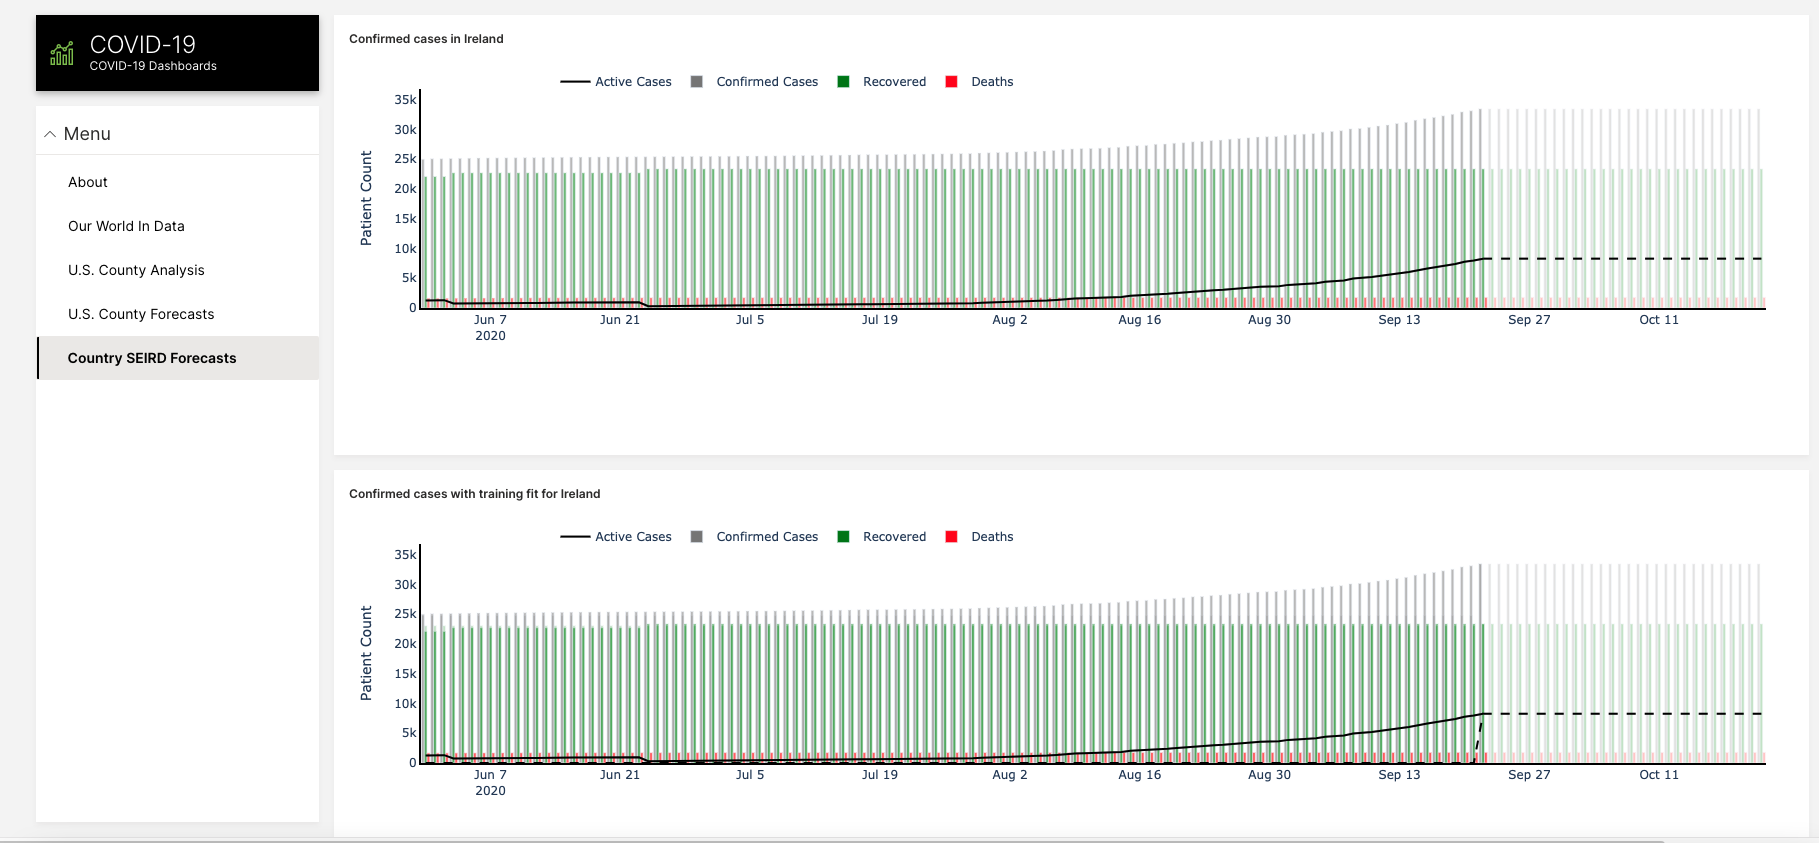 COVID-19
COVID-19 Dashboards
Menu
About
Our World In Data
U.S. County Analysis
U.S. County Forecasts
Country SEIRD Forecasts
Confirmed cases in Ireland
Active Cases Confirmed Cases Recovered Deaths
35k
30k
25k
20k
15k
10k
5k
0
Patient Count
Jun 7 Jun 21 Jul 5 Jul 19 Aug 2 Aug 16 Aug 30 Sep 13 Sep 27 Oct 11
2020
Confirmed cases with training fit for Ireland
Active Cases Confirmed Cases Recovered Deaths
35k
30k
25k
20k
15k
10k
5k
0
Patient Count
Jun 7 Jun 21 Jul 5 Jul 19 Aug 2 Aug 16 Aug 30 Sep 13 Sep 27 Oct 11
2020